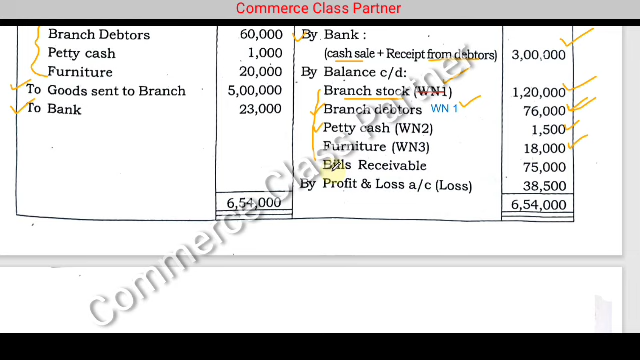 Commerce Class Partner
Branch Debtors 60,000 By Bank :
Petty cash 1,000 (cash sale + Receipt from debtors) 3,00,000
Furniture 20,000 By Balance c/d:
To Goods sent to Branch 5,00,000 Branch stock (WN1) 1,20,000
To Bank 23,000 Branch debtors WN 1 76,000
Petty cash (WN2) 1,500
Furniture (WN3) 18,000
Bills Receivable 75,000
By Profit & Loss a/c (Loss) 38,500
6,54,000 6,54,000
Commerce Class Partner